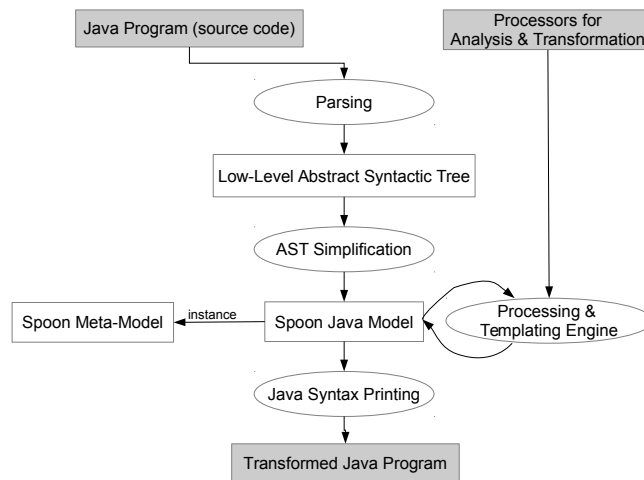 Java Program (source code)
Processors for
Analysis & Transformation
Parsing
Low-Level Abstract Syntactic Tree
AST Simplification
Spoon Meta-Model
instance
Spoon Java Model
Processing &
Templating Engine
Java Syntax Printing
Transformed Java Program